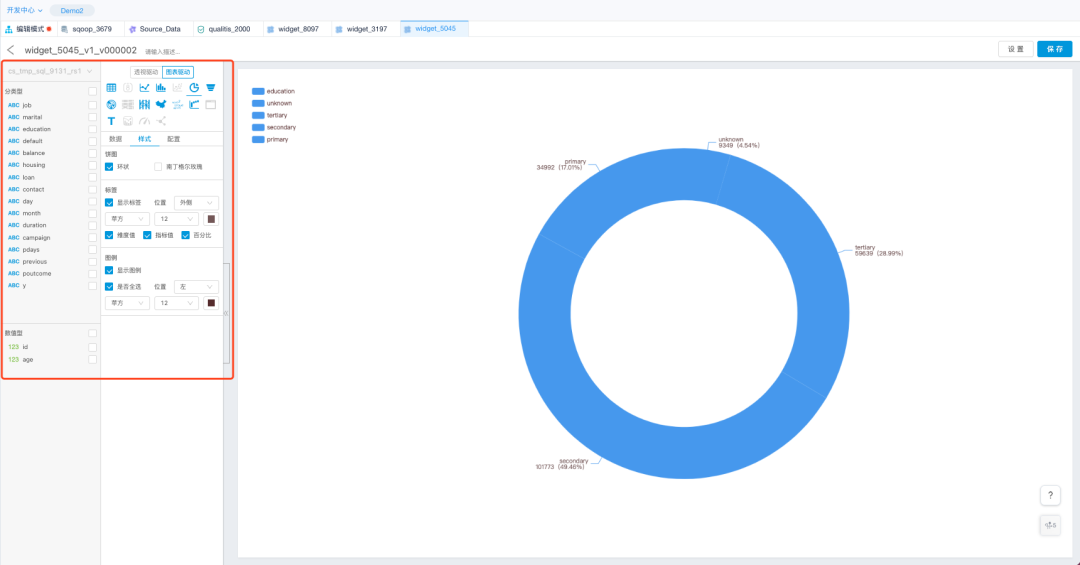 开发中心
Demo2
编辑模式
sqoop_3679
Source_Data
qualitis_2000
widget_8097
widget_3197
widget_5045
widget_5045_v1_v000002
请输入描述...
设 置
保 存
cs_tmp_sql_9131_rs1
分类型
ABC job
ABC marital
ABC education
ABC default
ABC balance
ABC housing
ABC loan
ABC contact
ABC day
ABC month
ABC duration
ABC campaign
ABC pdays
ABC previous
ABC poutcome
ABC y
数值型
123 id
123 age
透视驱动
图表驱动
数据
样式
配置
饼图
环状
南丁格尔玫瑰
标签
显示标签
位置
外侧
苹方
12
维度值
指标值
百分比
图例
显示图例
是否全选
位置
左
苹方
12
education
unknown
tertiary
secondary
primary
unknown
9349 (4.54%)
primary
34992 (17.01%)
tertiary
59639 (28.99%)
secondary
101773 (49.46%)
?